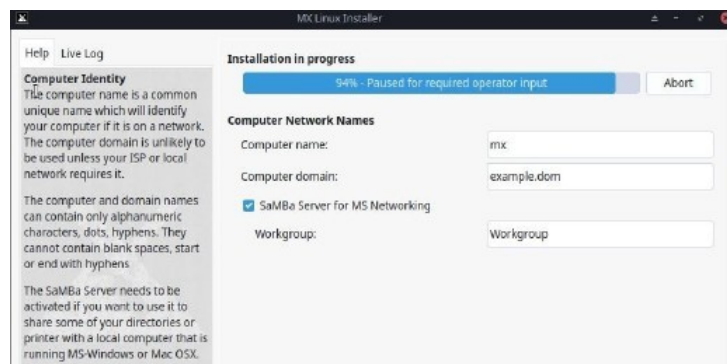 MX Linux Installer
Help
Live Log
Computer Identity
The computer name is a common
unique name which will identify
your computer if it is on a network.
The computer domain is unlikely to
be used unless your ISP or local
network requires it.
The computer and domain names
can contain only alphanumeric
characters, dots, hyphens. They
cannot contain blank spaces, start
or end with hyphens
The SaMBa Server needs to be
activated if you want to use it to
share some of your directories or
printer with a local computer that is
running MS-Windows or Mac OSX.
Installation in progress
94% - Paused for required operator input
Abort
Computer Network Names
Computer name:
mx
Computer domain:
example.dom
SaMBa Server for MS Networking
Workgroup:
Workgroup